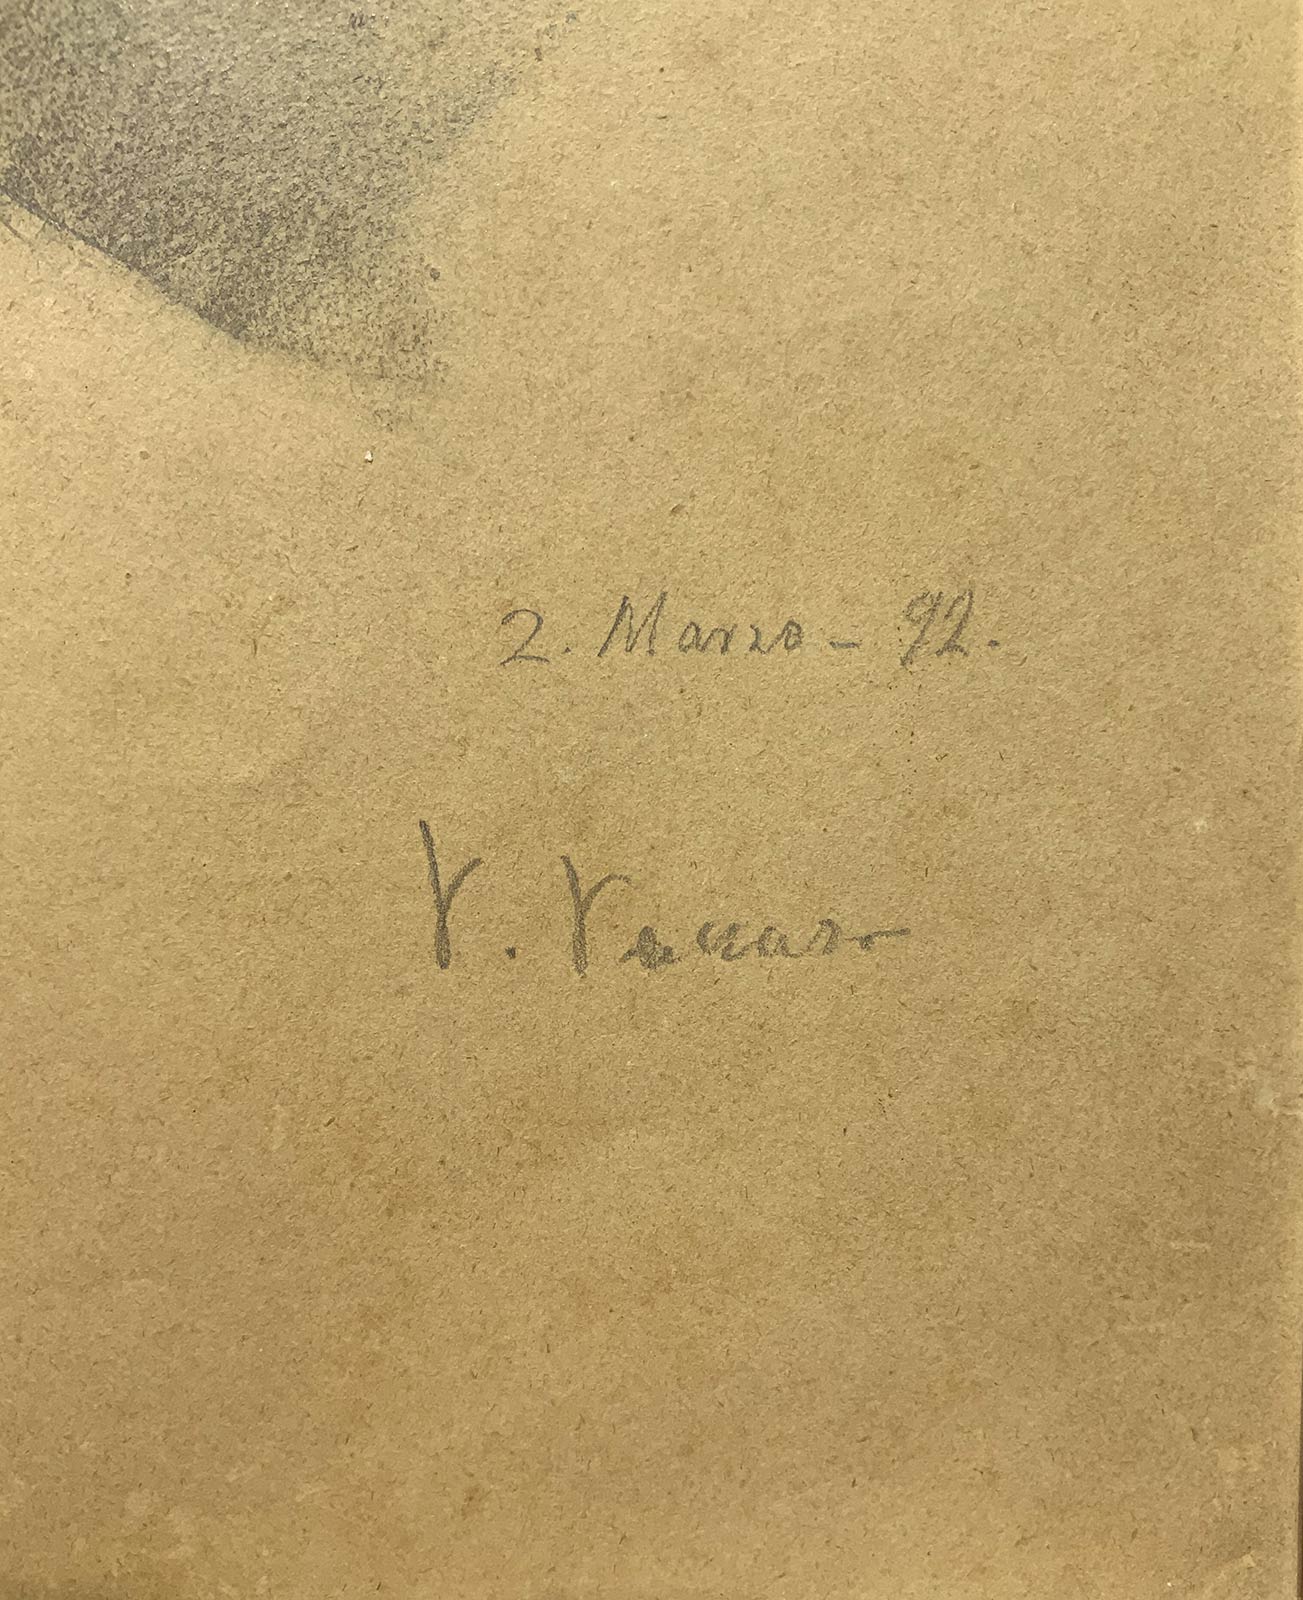 2. Marzo - 92.
V. Vaccaro